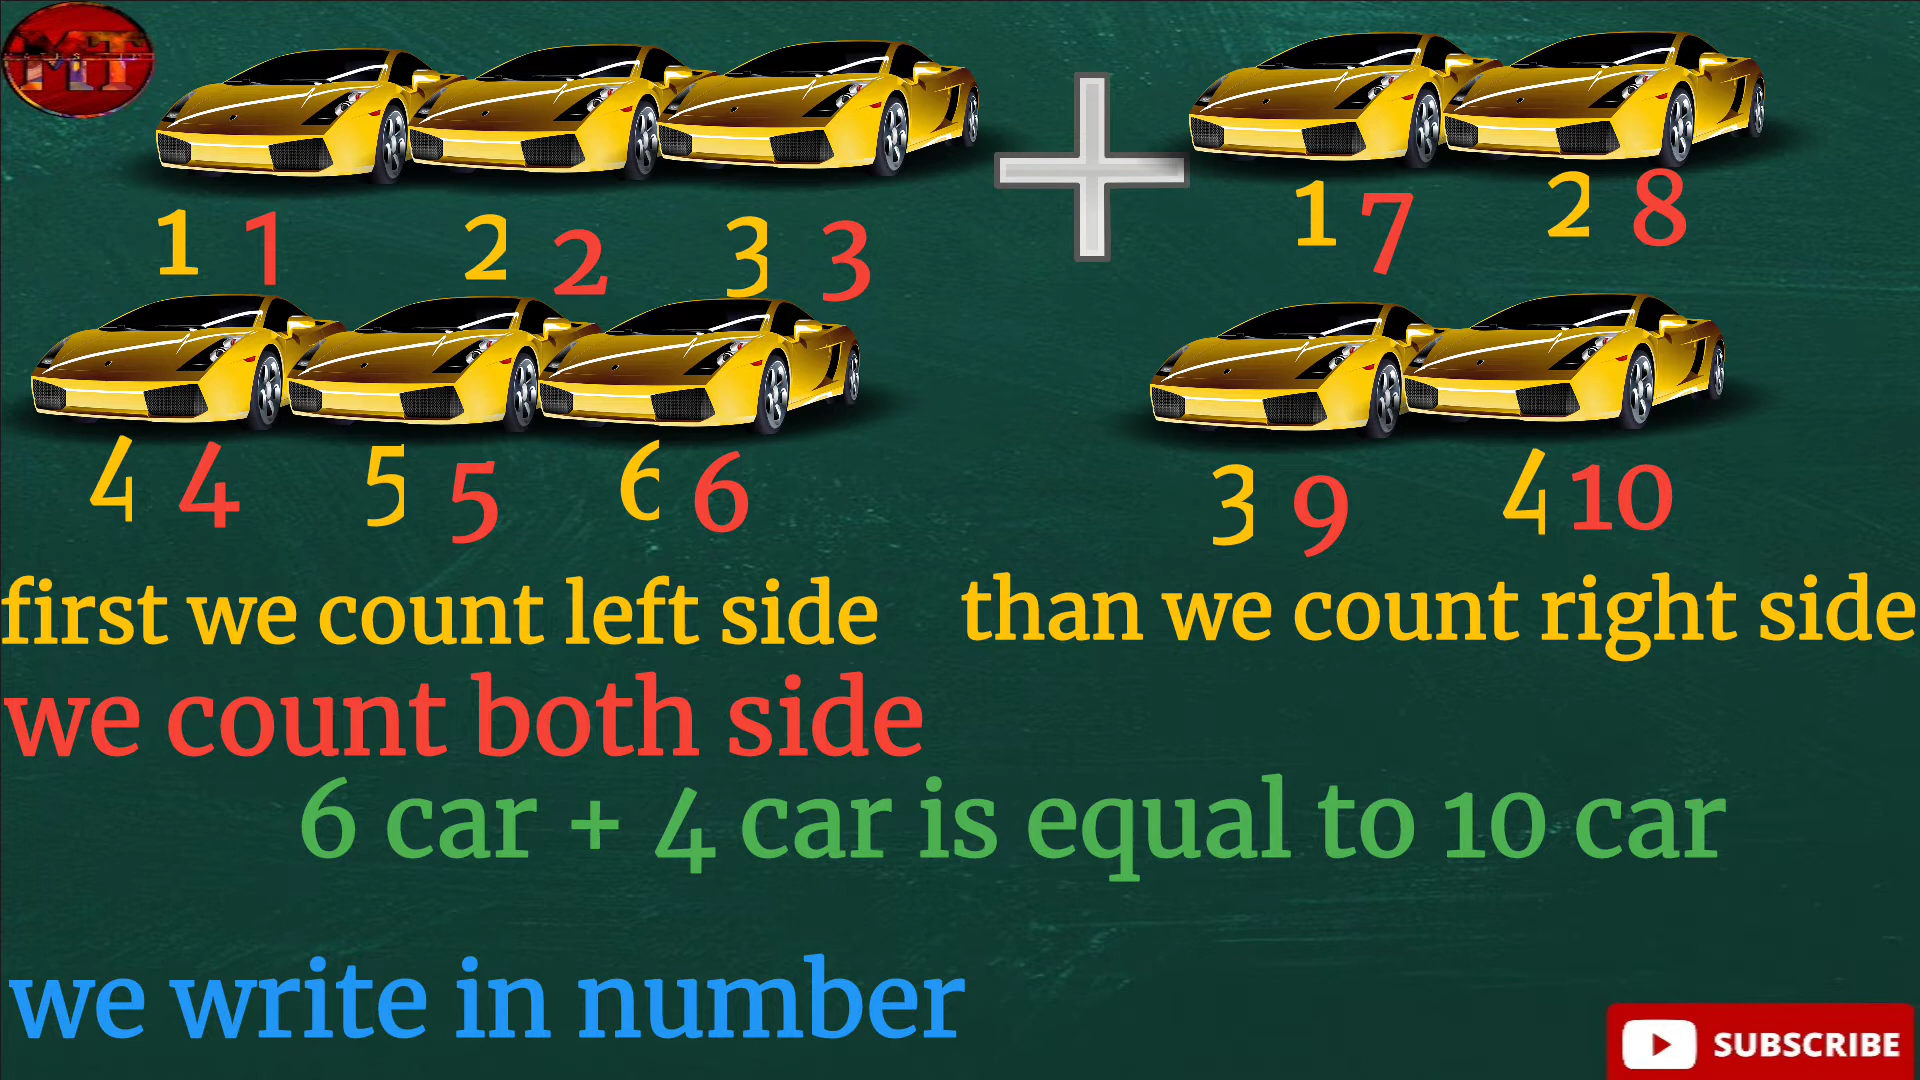 MT
1 1 2 2 3 3
1 7 2 8
4 4 5 5 6 6
3 9 4 10
first we count left side
than we count right side
we count both side
6 car + 4 car is equal to 10 car
we write in number
SUBSCRIBE